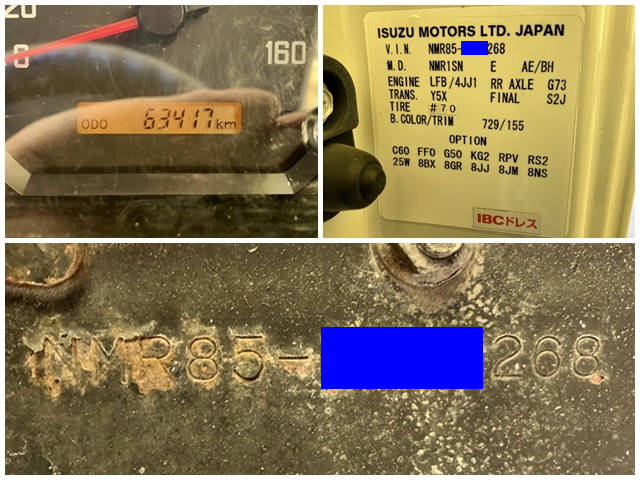 20
0
160
ODO 63417km
ISUZU MOTORS LTD. JAPAN
V.I.N. NMR85- 268
M.D. NMR1SN E AE/BH
ENGINE LFB/4JJ1 RR AXLE G73
TRANS. Y5X FINAL S2J
TIRE #70
B.COLOR/TRIM 729/155
OPTION
C60 FF0 G50 KG2 RPV RS2
25W 8BX 8GR 8JJ 8JM 8NS
IBCドレス
NMR85- 268